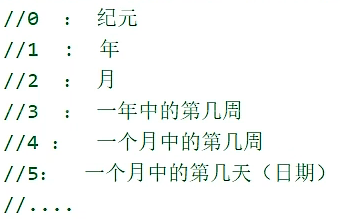 //0 ： 纪元
//1 ： 年
//2 ： 月
//3 ： 一年中的第几周
//4 ： 一个月中的第几周
//5： 一个月中的第几天（日期）
//....